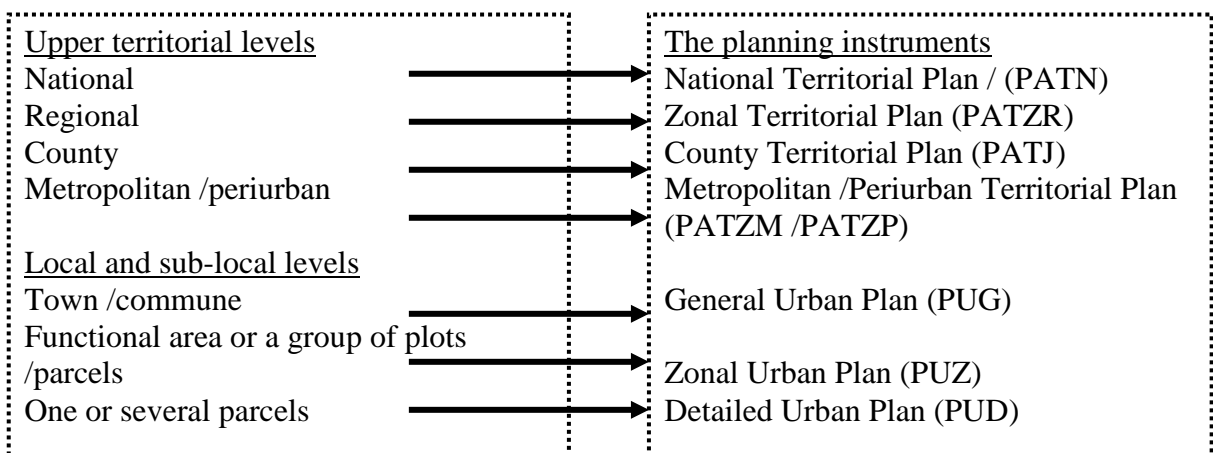 Upper territorial levels
National
Regional
County
Metropolitan /periurban
Local and sub-local levels
Town /commune
Functional area or a group of plots
/parcels
One or several parcels
The planning instruments
National Territorial Plan / (PATN)
Zonal Territorial Plan (PATZR)
County Territorial Plan (PATJ)
Metropolitan /Periurban Territorial Plan
(PATZM /PATZP)
General Urban Plan (PUG)
Zonal Urban Plan (PUZ)
Detailed Urban Plan (PUD)